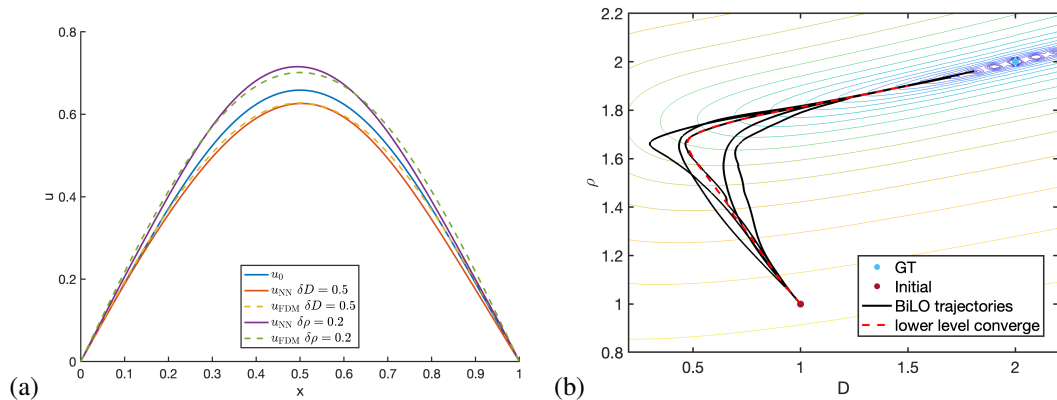 (a)
u
0.8
0.6
0.4
0.2
0
0 0.1 0.2 0.3 0.4 0.5 0.6 0.7 0.8 0.9 1
x
u₀
u_NN δD = 0.5
u_FDM δD = 0.5
u_NN δρ = 0.2
u_FDM δρ = 0.2
(b)
ρ
2.2
2
1.8
1.6
1.4
1.2
1
0.8
0.5 1 1.5 2
D
GT
Initial
BiLO trajectories
lower level converge